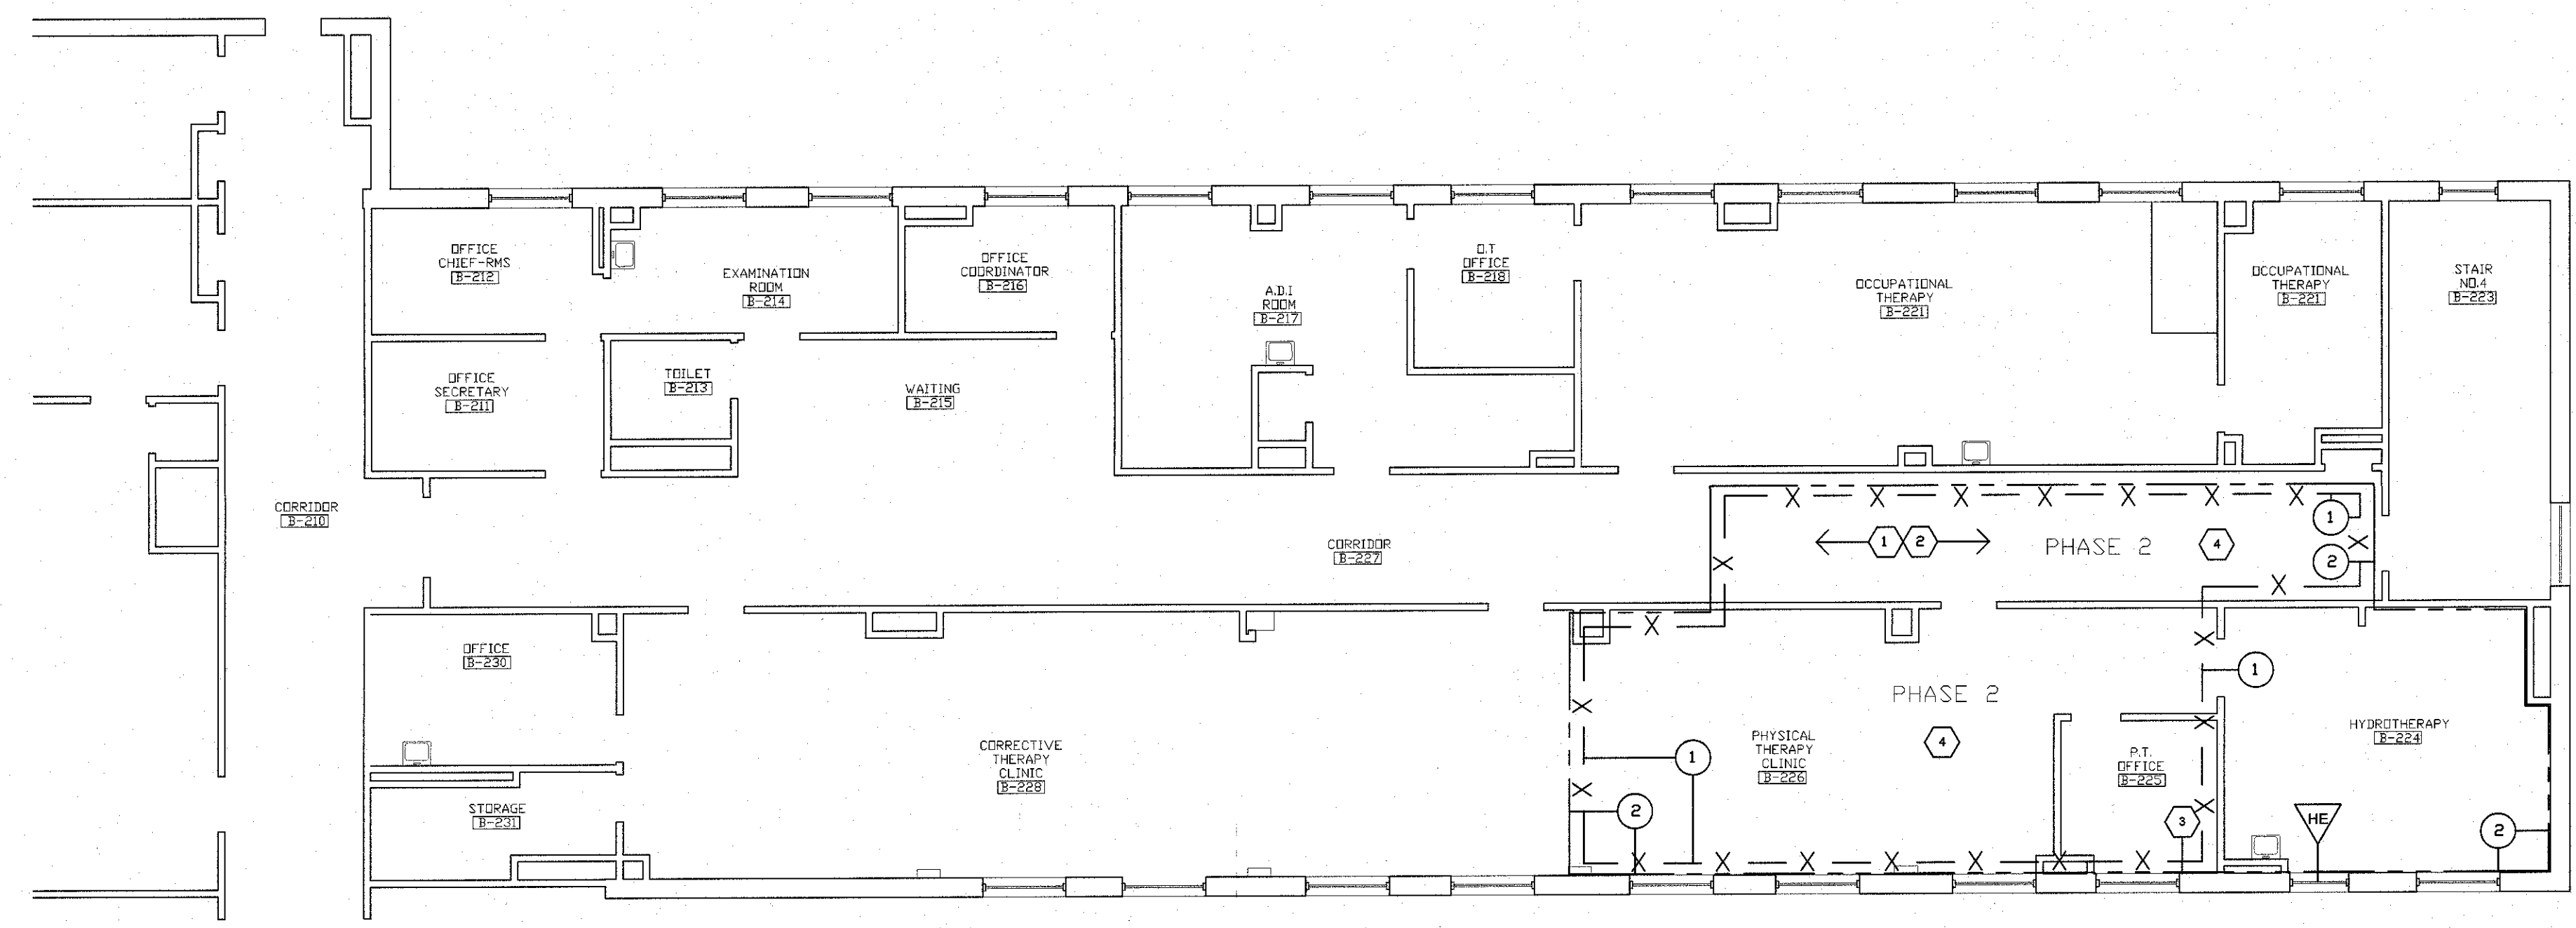 OFFICE
CHIEF-RMS
B-212
EXAMINATION
ROOM
B-214
OFFICE
COORDINATOR
B-216
A.D.I
ROOM
B-217
O.T
OFFICE
B-218
OCCUPATIONAL
THERAPY
B-221
OCCUPATIONAL
THERAPY
B-221
STAIR
NO.4
B-223
OFFICE
SECRETARY
B-211
TOILET
B-213
WAITING
B-215
CORRIDOR
B-210
CORRIDOR
B-227
1
2
PHASE 2
4
1
2
OFFICE
B-230
STORAGE
B-231
CORRECTIVE
THERAPY
CLINIC
B-228
PHASE 2
4
PHYSICAL
THERAPY
CLINIC
B-226
1
2
P.T.
OFFICE
B-225
3
1
HYDROTHERAPY
B-224
HE
2